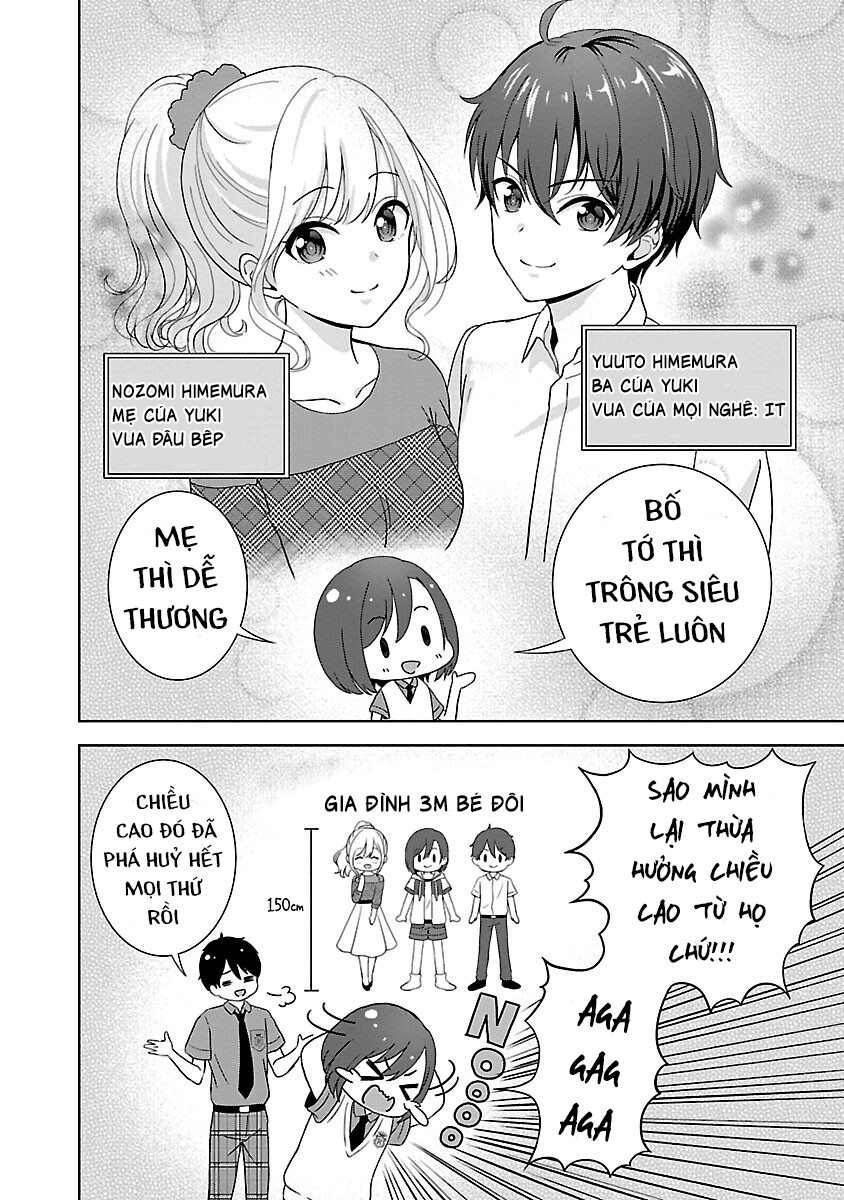 YUUTO HIMEMURA
BA CỦA YUKI
VUA CỦA MỌI NGHỀ: IT
NOZOMI HIMEMURA
MẸ CỦA YUKI
VUA ĐẦU BẾP
BỐ
TỚ THÌ
TRÔNG SIÊU
TRẺ LUÔN
MẸ
THÌ DỄ
THƯƠNG
SAO MÌNH
LẠI THỪA
HƯỞNG CHIỀU
CAO TỪ HỌ
CHỨ!!!
GIA ĐÌNH 3M BẺ ĐÔI
150cm
CHIỀU
CAO ĐÓ ĐÃ
PHÁ HUỶ HẾT
MỌI THỨ
RỒI
NOOOO
AGA
GAG
AGA